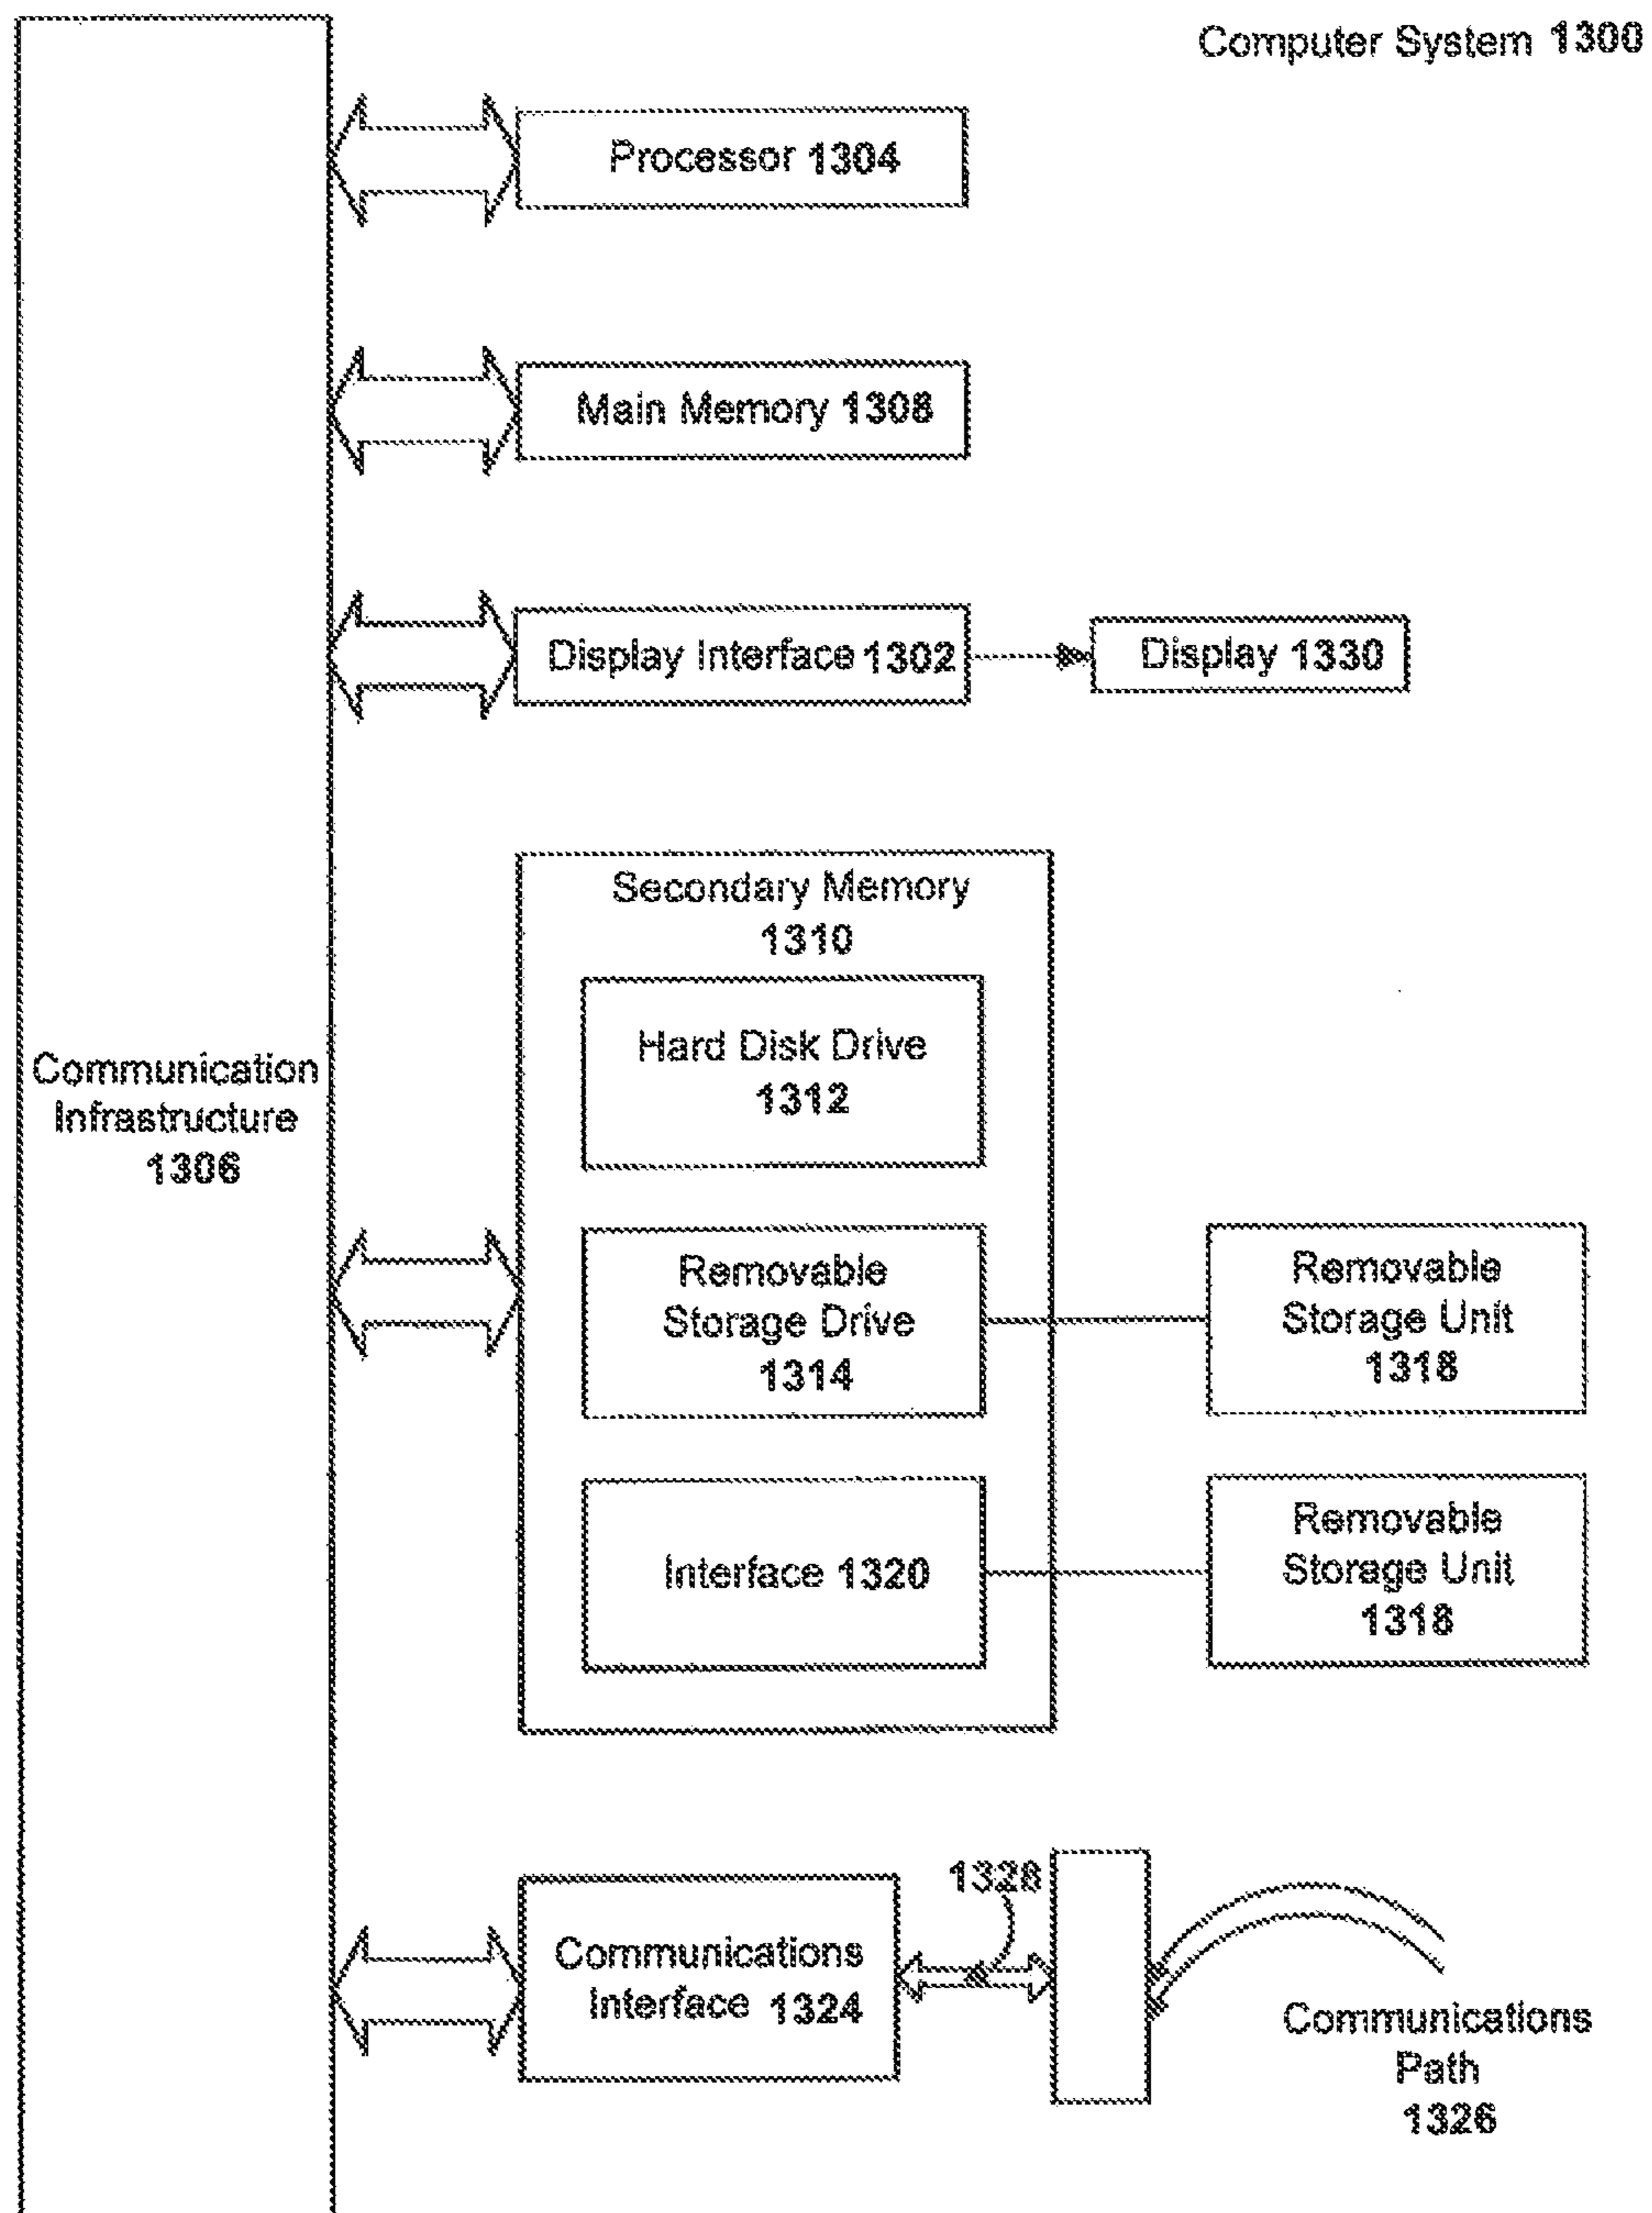 Computer System 1300
Processor 1304
Main Memory 1308
Display Interface 1302
Display 1330
Secondary Memory
1310
Hard Disk Drive
1312
Communication
Infrastructure
1306
Removable
Storage Drive
1314
Removable
Storage Unit
1318
Interface 1320
Removable
Storage Unit
1318
1328
Communications
Interface 1324
Communications
Path
1326